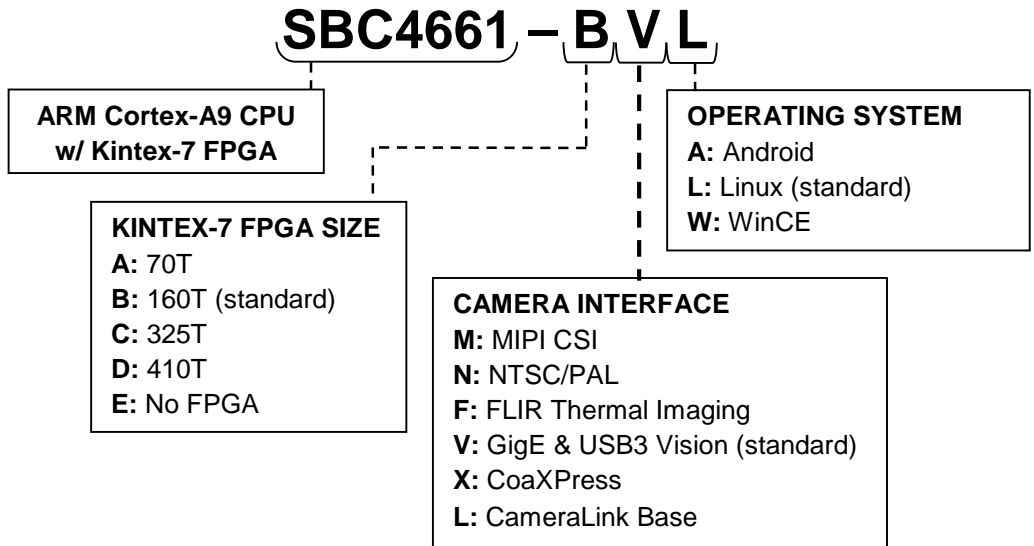 SBC4661 – B V L
ARM Cortex-A9 CPU
w/ Kintex-7 FPGA
OPERATING SYSTEM
A: Android
L: Linux (standard)
W: WinCE
KINTEX-7 FPGA SIZE
A: 70T
B: 160T (standard)
C: 325T
D: 410T
E: No FPGA
CAMERA INTERFACE
M: MIPI CSI
N: NTSC/PAL
F: FLIR Thermal Imaging
V: GigE & USB3 Vision (standard)
X: CoaXPress
L: CameraLink Base